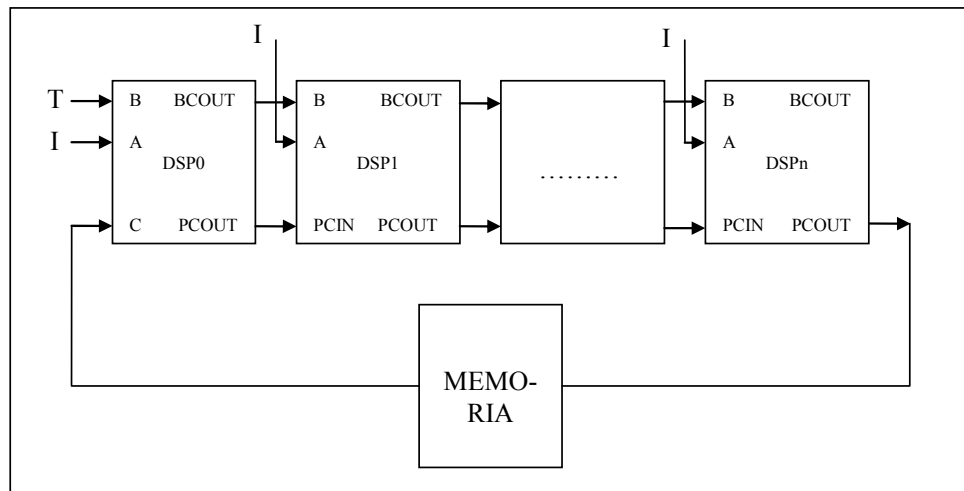 I
I
T
B BCOUT
B BCOUT
B BCOUT
I
A
A
A
DSP0
DSP1
.........
DSPn
C PCOUT
PCIN PCOUT
PCIN PCOUT
MEMO-
RIA